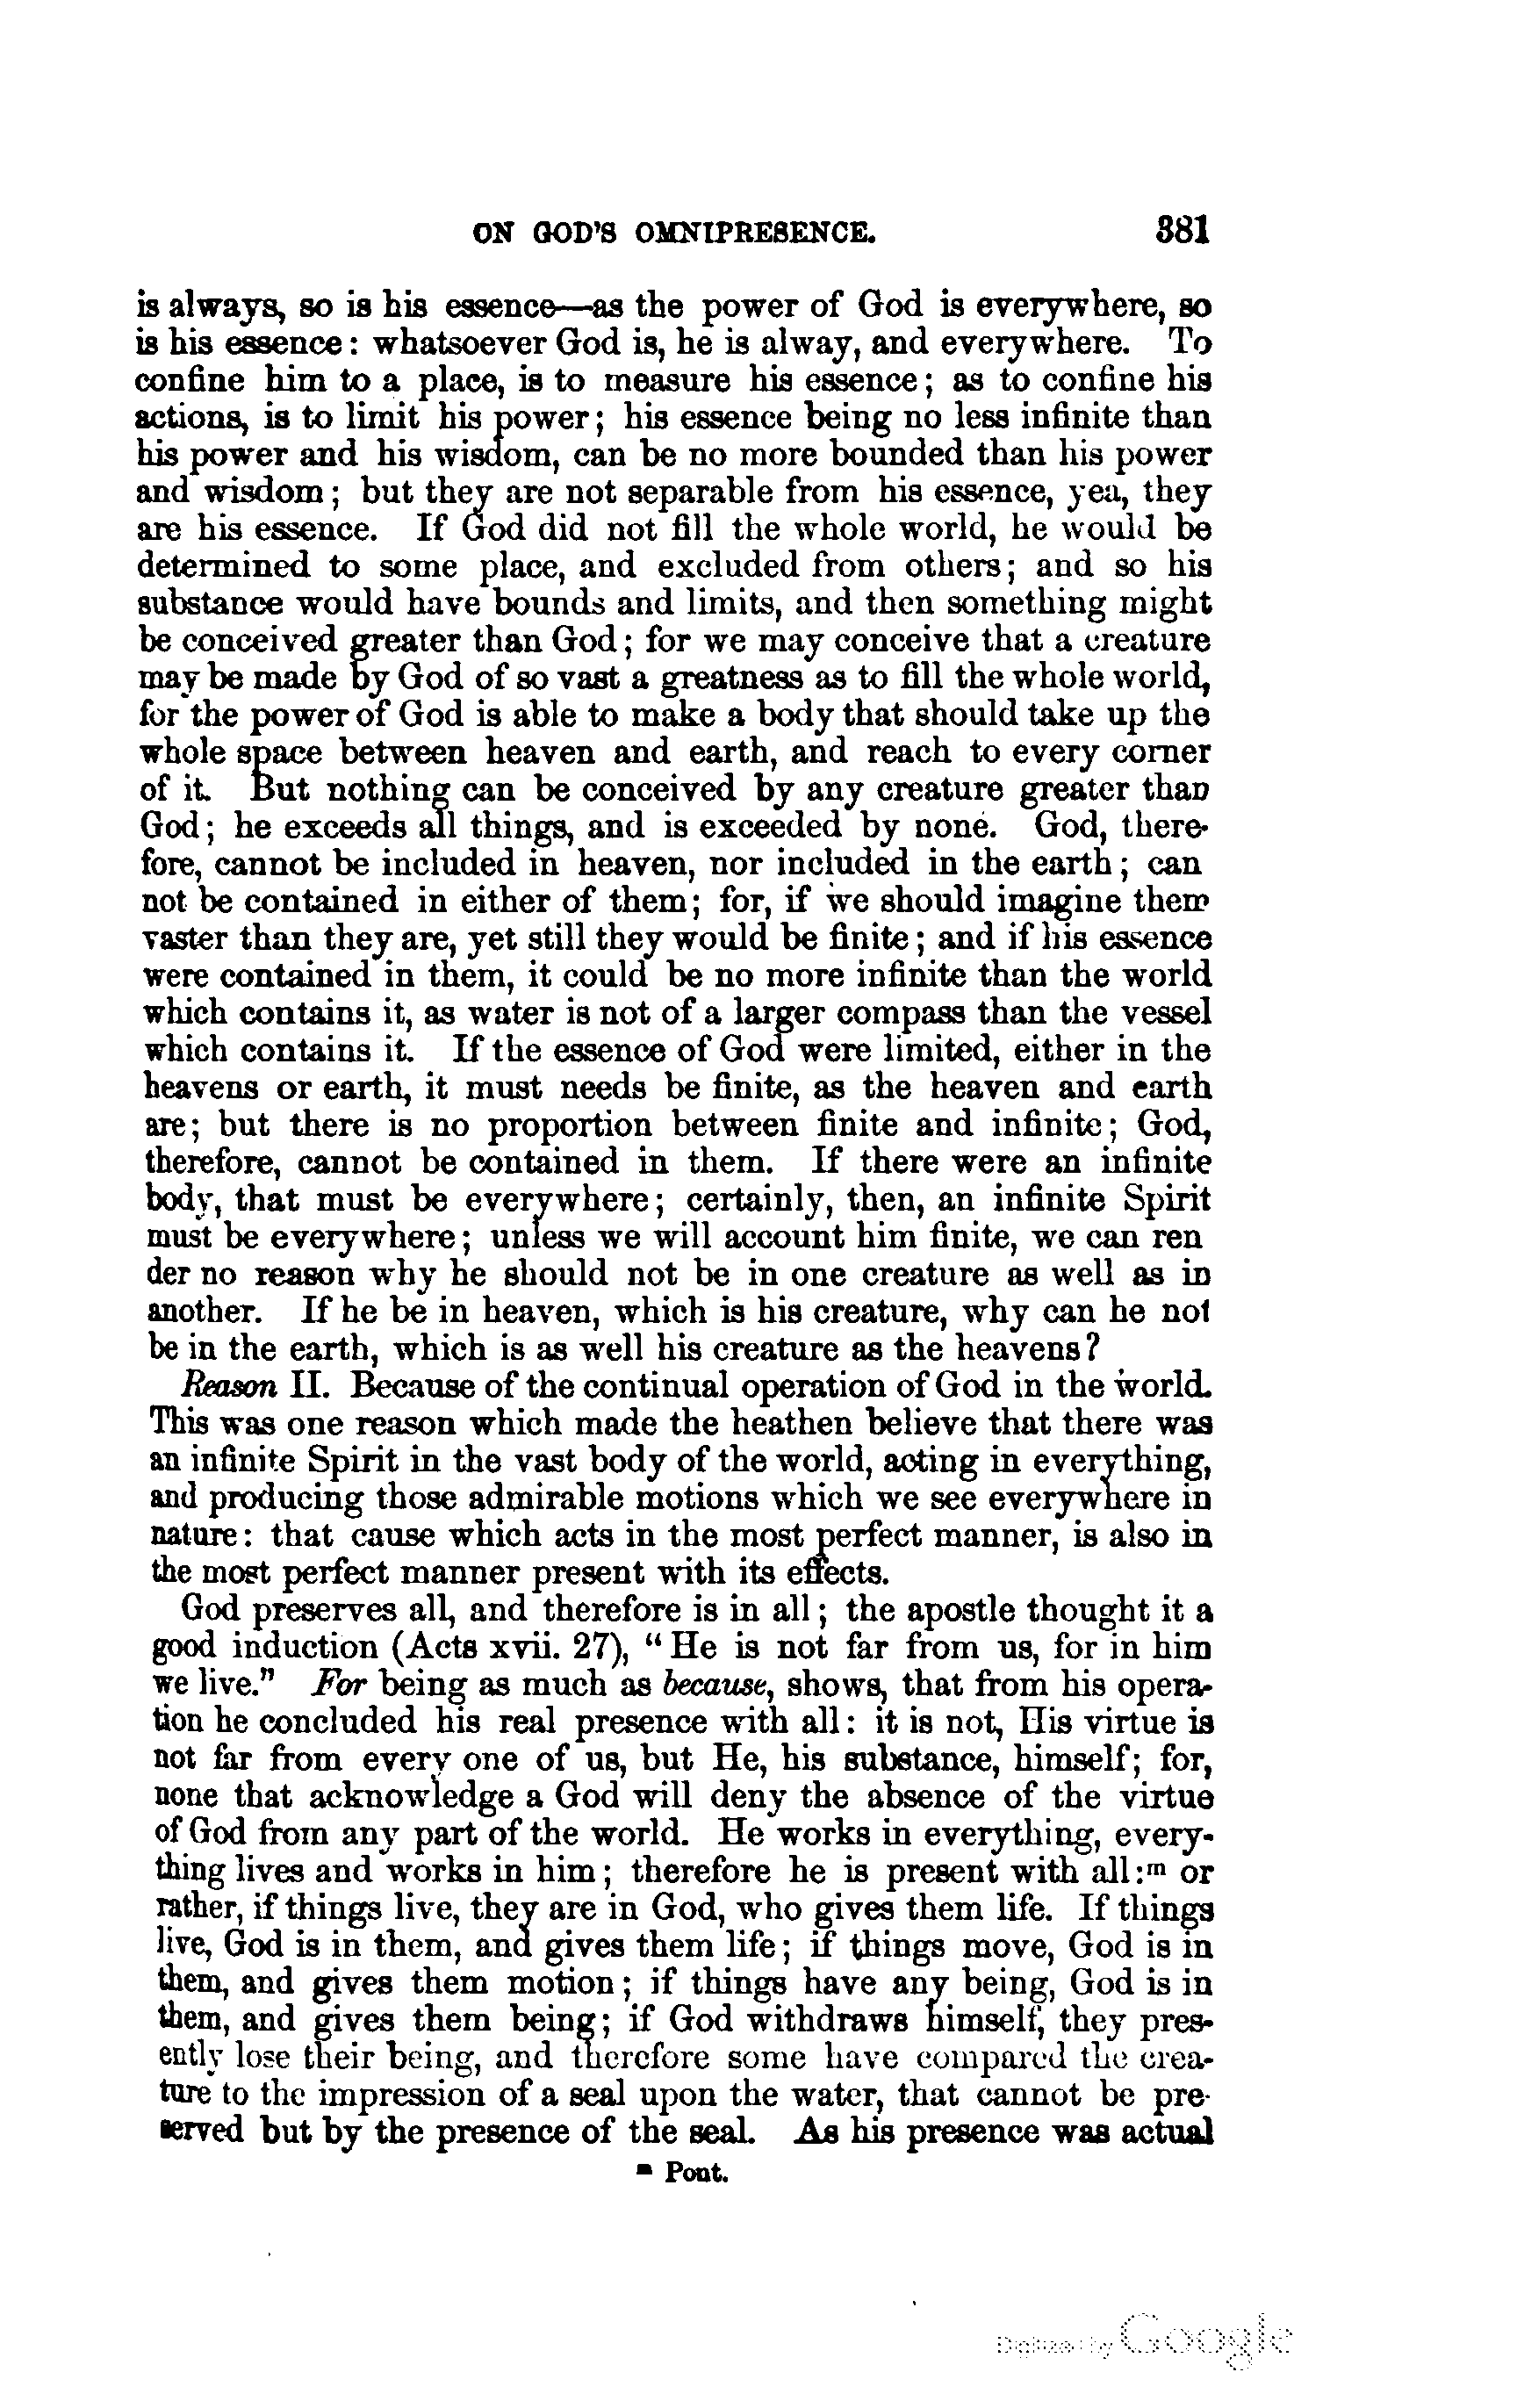 ON GOD'S OMNIPRESENCE. 381
is always, so is his essence—as the power of God is everywhere, so
is his essence: whatsoever God is, he is alway, and everywhere. To
confine him to a place, is to measure his essence; as to confine his
actions, is to limit his power; his essence being no less infinite than
his power and his wisdom, can be no more bounded than his power
and wisdom; but they are not separable from his essence, yea, they
are his essence. If God did not fill the whole world, he would be
determined to some place, and excluded from others; and so his
substance would have bounds and limits, and then something might
be conceived greater than God; for we may conceive that a creature
may be made by God of so vast a greatness as to fill the whole world,
for the power of God is able to make a body that should take up the
whole space between heaven and earth, and reach to every corner
of it. But nothing can be conceived by any creature greater than
God; he exceeds all things, and is exceeded by none. God, there-
fore, cannot be included in heaven, nor included in the earth; can
not be contained in either of them; for, if we should imagine them
vaster than they are, yet still they would be finite; and if his essence
were contained in them, it could be no more infinite than the world
which contains it, as water is not of a larger compass than the vessel
which contains it. If the essence of God were limited, either in the
heavens or earth, it must needs be finite, as the heaven and earth
are; but there is no proportion between finite and infinite; God,
therefore, cannot be contained in them. If there were an infinite
body, that must be everywhere; certainly, then, an infinite Spirit
must be everywhere; unless we will account him finite, we can ren
der no reason why he should not be in one creature as well as in
another. If he be in heaven, which is his creature, why can he not
be in the earth, which is as well his creature as the heavens?
Reason II. Because of the continual operation of God in the world.
This was one reason which made the heathen believe that there was
an infinite Spirit in the vast body of the world, acting in everything,
and producing those admirable motions which we see everywhere in
nature: that cause which acts in the most perfect manner, is also in
the most perfect manner present with its effects.
God preserves all, and therefore is in all; the apostle thought it a
good induction (Acts xvii. 27), "He is not far from us, for in him
we live." For being as much as because, shows, that from his opera-
tion he concluded his real presence with all: it is not, His virtue is
not far from every one of us, but He, his substance, himself; for,
none that acknowledge a God will deny the absence of the virtue
of God from any part of the world. He works in everything, every-
thing lives and works in him; therefore he is present with all:m or
rather, if things live, they are in God, who gives them life. If things
live, God is in them, and gives them life; if things move, God is in
them, and gives them motion; if things have any being, God is in
them, and gives them being; if God withdraws himself, they pres-
ently lose their being, and therefore some have compared the crea-
ture to the impression of a seal upon the water, that cannot be pre-
served but by the presence of the seal. As his presence was actual
m Pont.
Digitized by Google